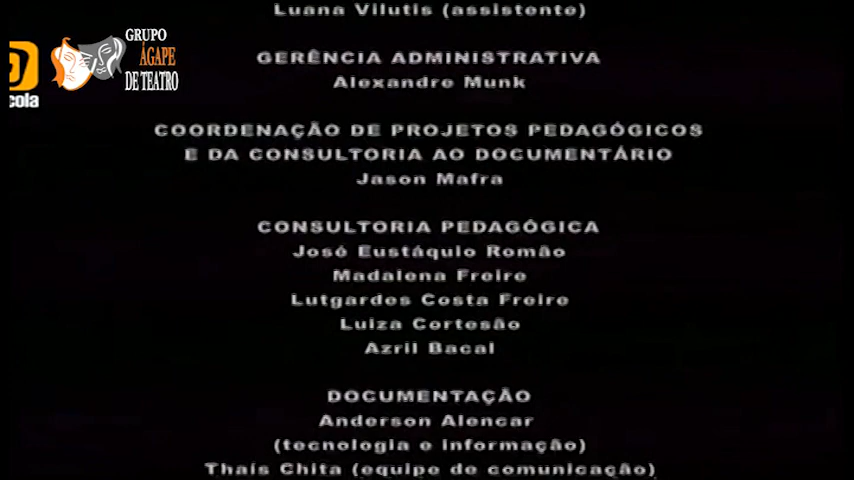 Luana Vilutis (assistente)
GRUPO
ÁGAPE
DE TEATRO
cola
GERÊNCIA ADMINISTRATIVA
Alexandre Munk
COORDENAÇÃO DE PROJETOS PEDAGÓGICOS
E DA CONSULTORIA AO DOCUMENTÁRIO
Jason Mafra
CONSULTORIA PEDAGÓGICA
José Eustáquio Romão
Madalena Freire
Lutgardes Costa Freire
Luiza Cortesão
Azril Bacal
DOCUMENTAÇÃO
Anderson Alencar
(tecnologia e informação)
Thaís Chita (equipe de comunicação)